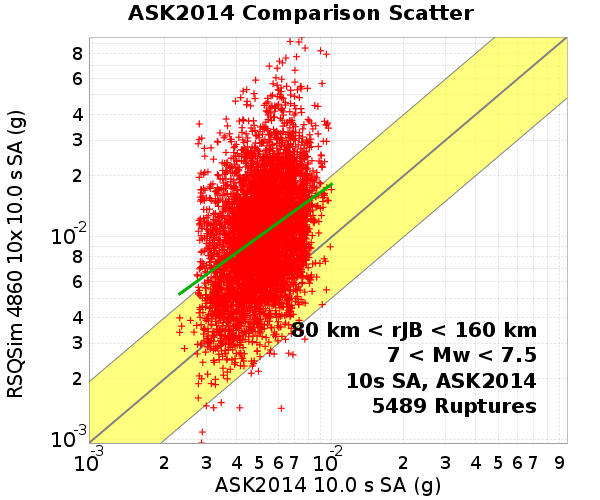 ASK2014 Comparison Scatter
RSQSim 4860 10x 10.0 s SA (g)
8
6
4
3
2
10⁻²
8
6
4
3
2
10⁻³
80 km < rJB < 160 km
7 < Mw < 7.5
10s SA, ASK2014
5489 Ruptures
10⁻³ 2 3 4 5 6 7 10⁻² 2 3 4 5 6 7 9
ASK2014 10.0 s SA (g)